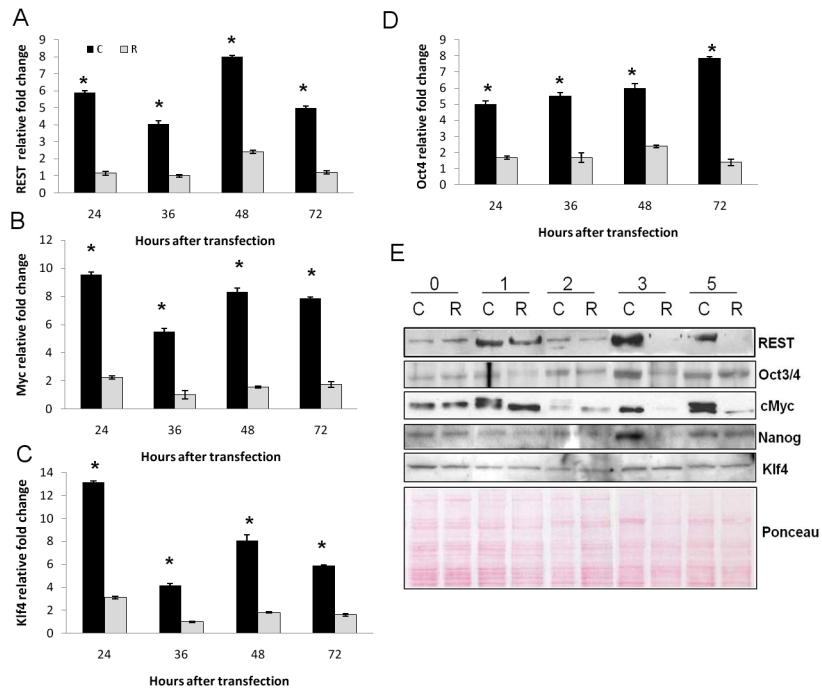 A
REST relative fold change
9
8
7
6
5
4
3
2
1
0
C R
* * * *
24 36 48 72
Hours after transfection
B
Myc relative fold change
12
10
8
6
4
2
0
* * * *
24 36 48 72
Hours after transfection
C
Klf4 relative fold change
14
12
10
8
6
4
2
0
* * * *
24 36 48 72
Hours after transfection
D
Oct4 relative fold change
9
8
7
6
5
4
3
2
1
0
* * * *
24 36 48 72
Hours after transfection
E
0 1 2 3 5
C R C R C R C R C R
REST
Oct3/4
cMyc
Nanog
Klf4
Ponceau